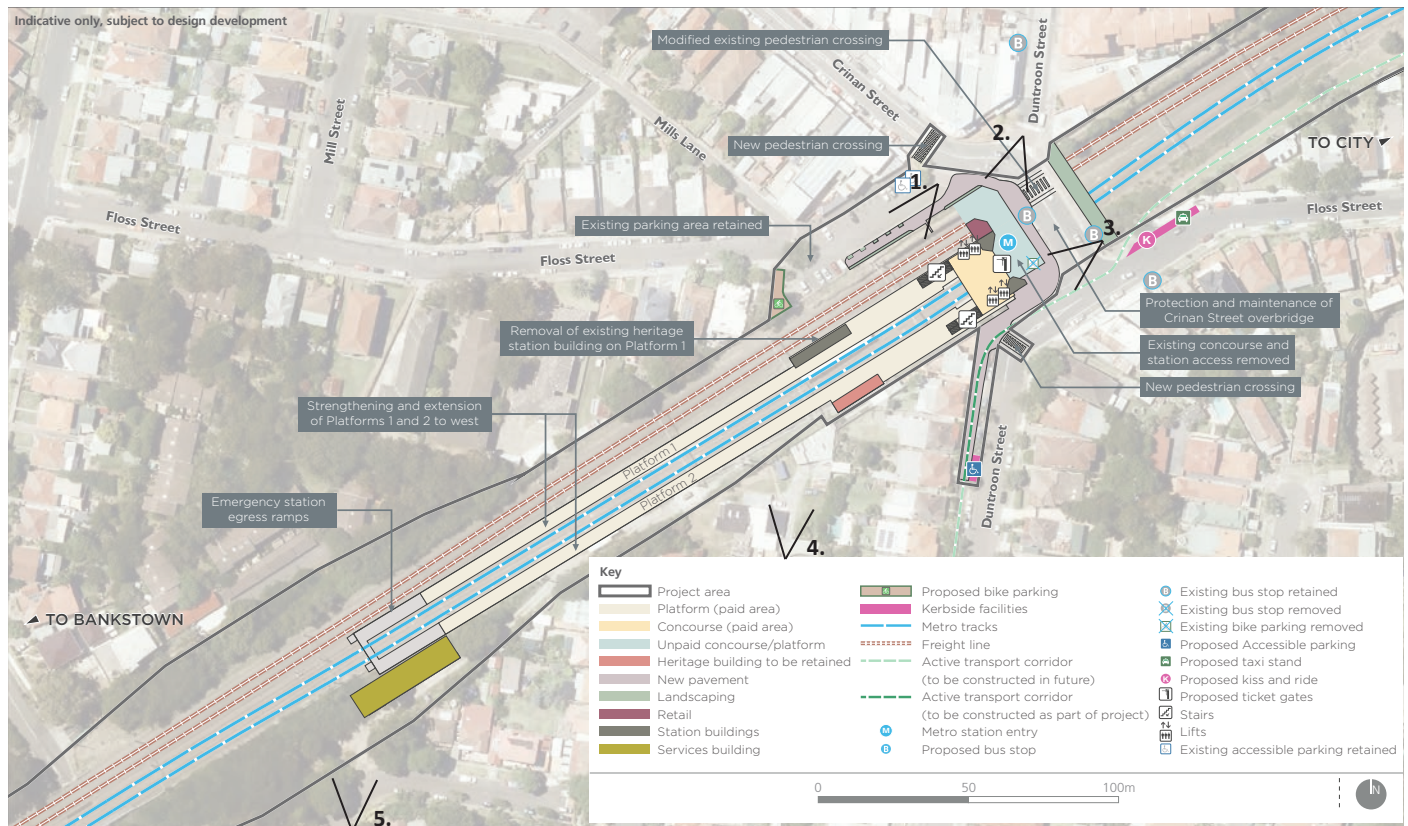 Indicative only, subject to design development
Modified existing pedestrian crossing
B
Duntroon Street
Crinan Street
Mill Street
Mills Lane
New pedestrian crossing
2.
TO CITY
1.
Floss Street
Existing parking area retained
B
B
K
3.
Floss Street
Floss Street
M
B
Removal of existing heritage
station building on Platform 1
Protection and maintenance of
Crinan Street overbridge
Existing concourse and
station access removed
New pedestrian crossing
Strengthening and extension
of Platforms 1 and 2 to west
Platform 1
Platform 2
Duntroon Street
Emergency station
egress ramps
4.
TO BANKSTOWN
5.
Key
Project area
Platform (paid area)
Concourse (paid area)
Unpaid concourse/platform
Heritage building to be retained
New pavement
Landscaping
Retail
Station buildings
Services building
Proposed bike parking
Kerbside facilities
Metro tracks
Freight line
Active transport corridor
(to be constructed in future)
Active transport corridor
(to be constructed as part of project)
M Metro station entry
B Proposed bus stop
B Existing bus stop retained
B Existing bus stop removed
Existing bike parking removed
Proposed Accessible parking
Proposed taxi stand
K Proposed kiss and ride
Proposed ticket gates
Stairs
Lifts
Existing accessible parking retained
0 50 100m
N